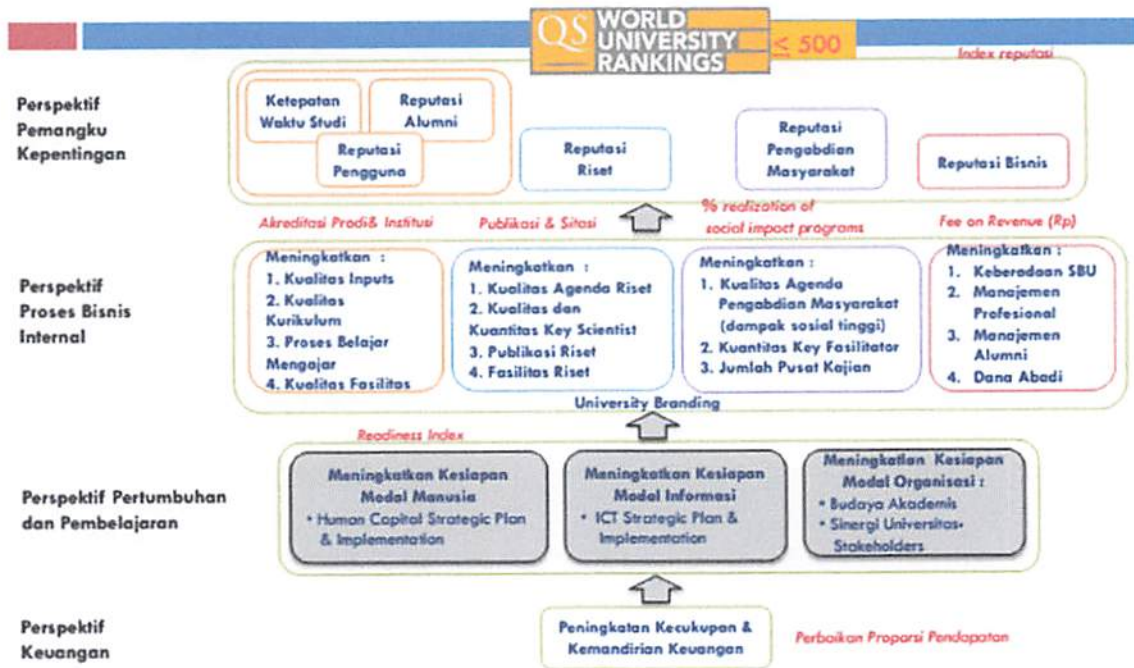 QS WORLD
UNIVERSITY
RANKINGS
≤ 500
Index reputasi
Perspektif
Pemangku
Kepentingan
Ketepatan
Waktu Studi
Reputasi
Alumni
Reputasi
Pengguna
Reputasi
Riset
Reputasi
Pengabdian
Masyarakat
Reputasi Bisnis
Akreditasi Prodi& Institusi
Publikasi & Sitasi
% realization of
social impact programs
Fee on Revenue (Rp)
Perspektif
Proses Bisnis
Internal
Meningkatkan :
1. Kualitas Inputs
2. Kualitas
Kurikulum
3. Proses Belajar
Mengajar
4. Kualitas Fasilitas
Meningkatkan :
1. Kualitas Agenda Riset
2. Kualitas dan
Kuantitas Key Scientist
3. Publikasi Riset
4. Fasilitas Riset
Meningkatkan :
1. Kualitas Agenda
Pengabdian Masyarakat
(dampak sosial tinggi)
2. Kuantitas Key Fasilitator
3. Jumlah Pusat Kajian
Meningkatkan :
1. Keberadaan SBU
2. Manajemen
Profesional
3. Manajemen
Alumni
4. Dana Abadi
University Branding
Readiness Index
Perspektif Pertumbuhan
dan Pembelajaran
Meningkatkan Kesiapan
Modal Manusia
• Human Capital Strategic Plan
& Implementation
Meningkatkan Kesiapan
Modal Informasi
• ICT Strategic Plan &
Implementation
Meningkatlan Kesiapan
Modal Organisasi :
• Budaya Akademis
• Sinergi Universitas-
Stakeholders
Perspektif
Keuangan
Peningkatan Kecukupan &
Kemandirian Keuangan
Perbaikan Proporsi Pendapatan